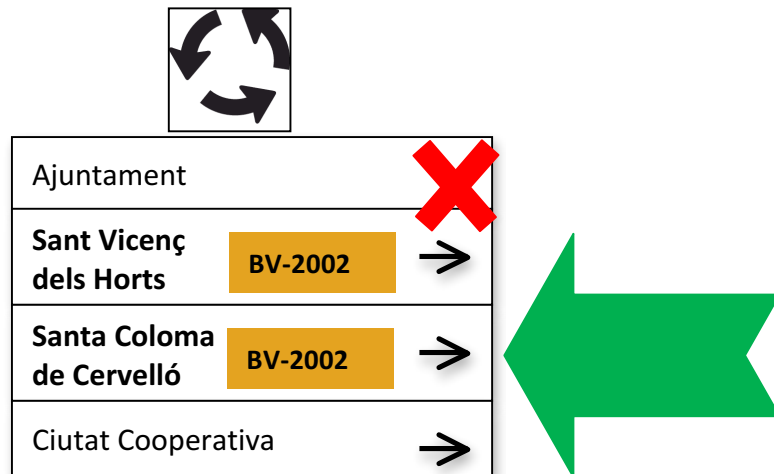 Ajuntament
Sant Vicenç
dels Horts
BV-2002
Santa Coloma
de Cervelló
BV-2002
Ciutat Cooperativa